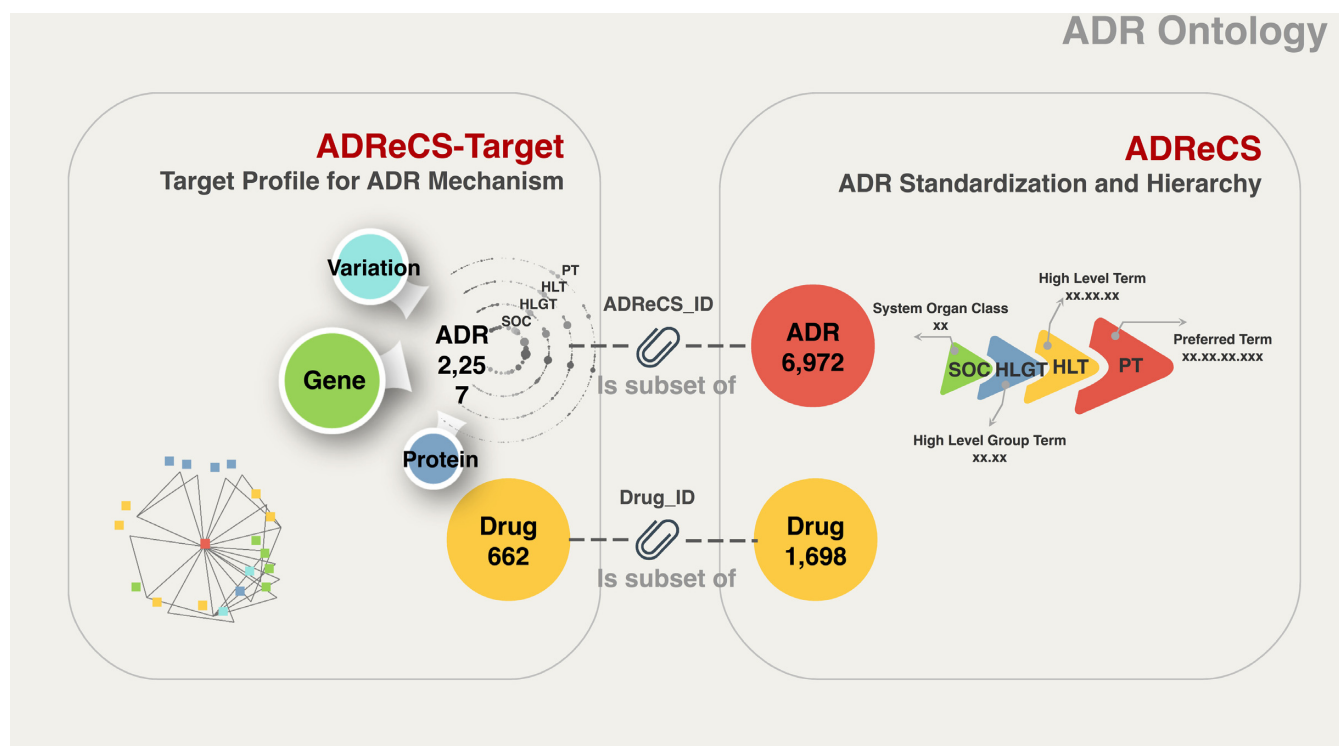 ADR Ontology
ADReCS-Target
Target Profile for ADR Mechanism
Variation
Gene
Protein
ADR
2,25
7
PT
HLT
HLGT
SOC
Drug
662
ADReCS_ID
Is subset of
Drug_ID
Is subset of
ADReCS
ADR Standardization and Hierarchy
ADR
6,972
Drug
1,698
System Organ Class
xx
High Level Term
xx.xx.xx
Preferred Term
xx.xx.xx.xxx
SOC
HLGT
HLT
PT
High Level Group Term
xx.xx